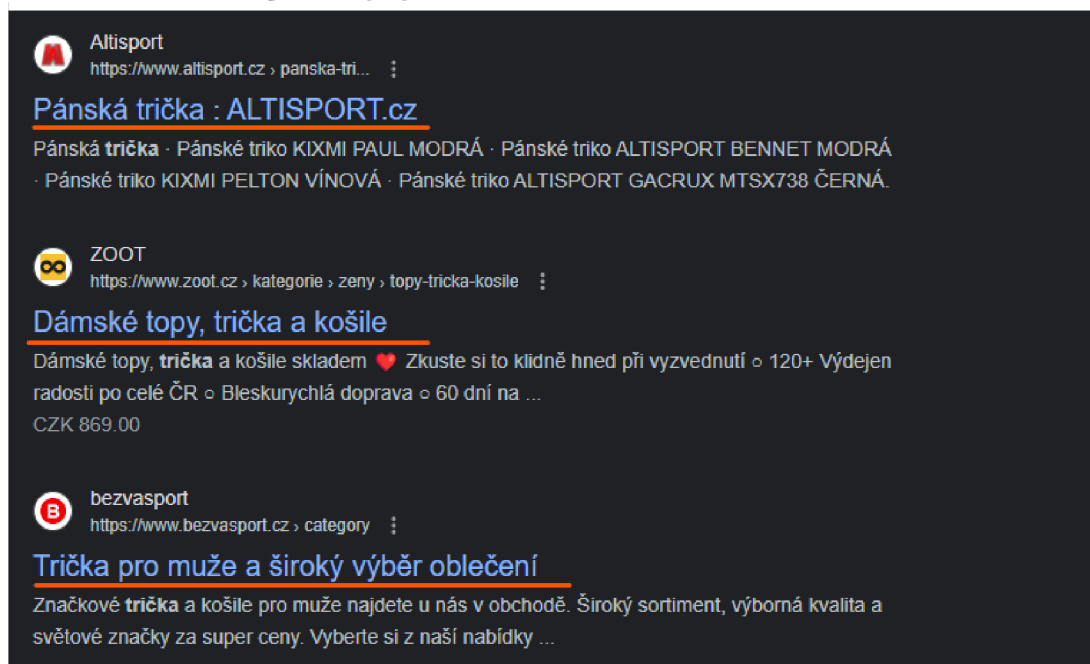 Altisport
https://www.altisport.cz › panska-tri...
Pánská trička : ALTISPORT.cz
Pánská trička · Pánské triko KIXMI PAUL MODRÁ · Pánské triko ALTISPORT BENNET MODRÁ
· Pánské triko KIXMI PELTON VÍNOVÁ · Pánské triko ALTISPORT GACRUX MTSX738 ČERNÁ.
ZOOT
https://www.zoot.cz › kategorie › zeny › topy-tricka-kosile
Dámské topy, trička a košile
Dámské topy, trička a košile skladem ❤️ Zkuste si to klidně hned při vyzvednutí ○ 120+ Výdejen
radosti po celé ČR ○ Bleskurychlá doprava ○ 60 dní na ...
CZK 869.00
bezvasport
B
https://www.bezvasport.cz › category
Trička pro muže a široký výběr oblečení
Značkové trička a košile pro muže najdete u nás v obchodě. Široký sortiment, výborná kvalita a
světové značky za super ceny. Vyberte si z naší nabídky ...